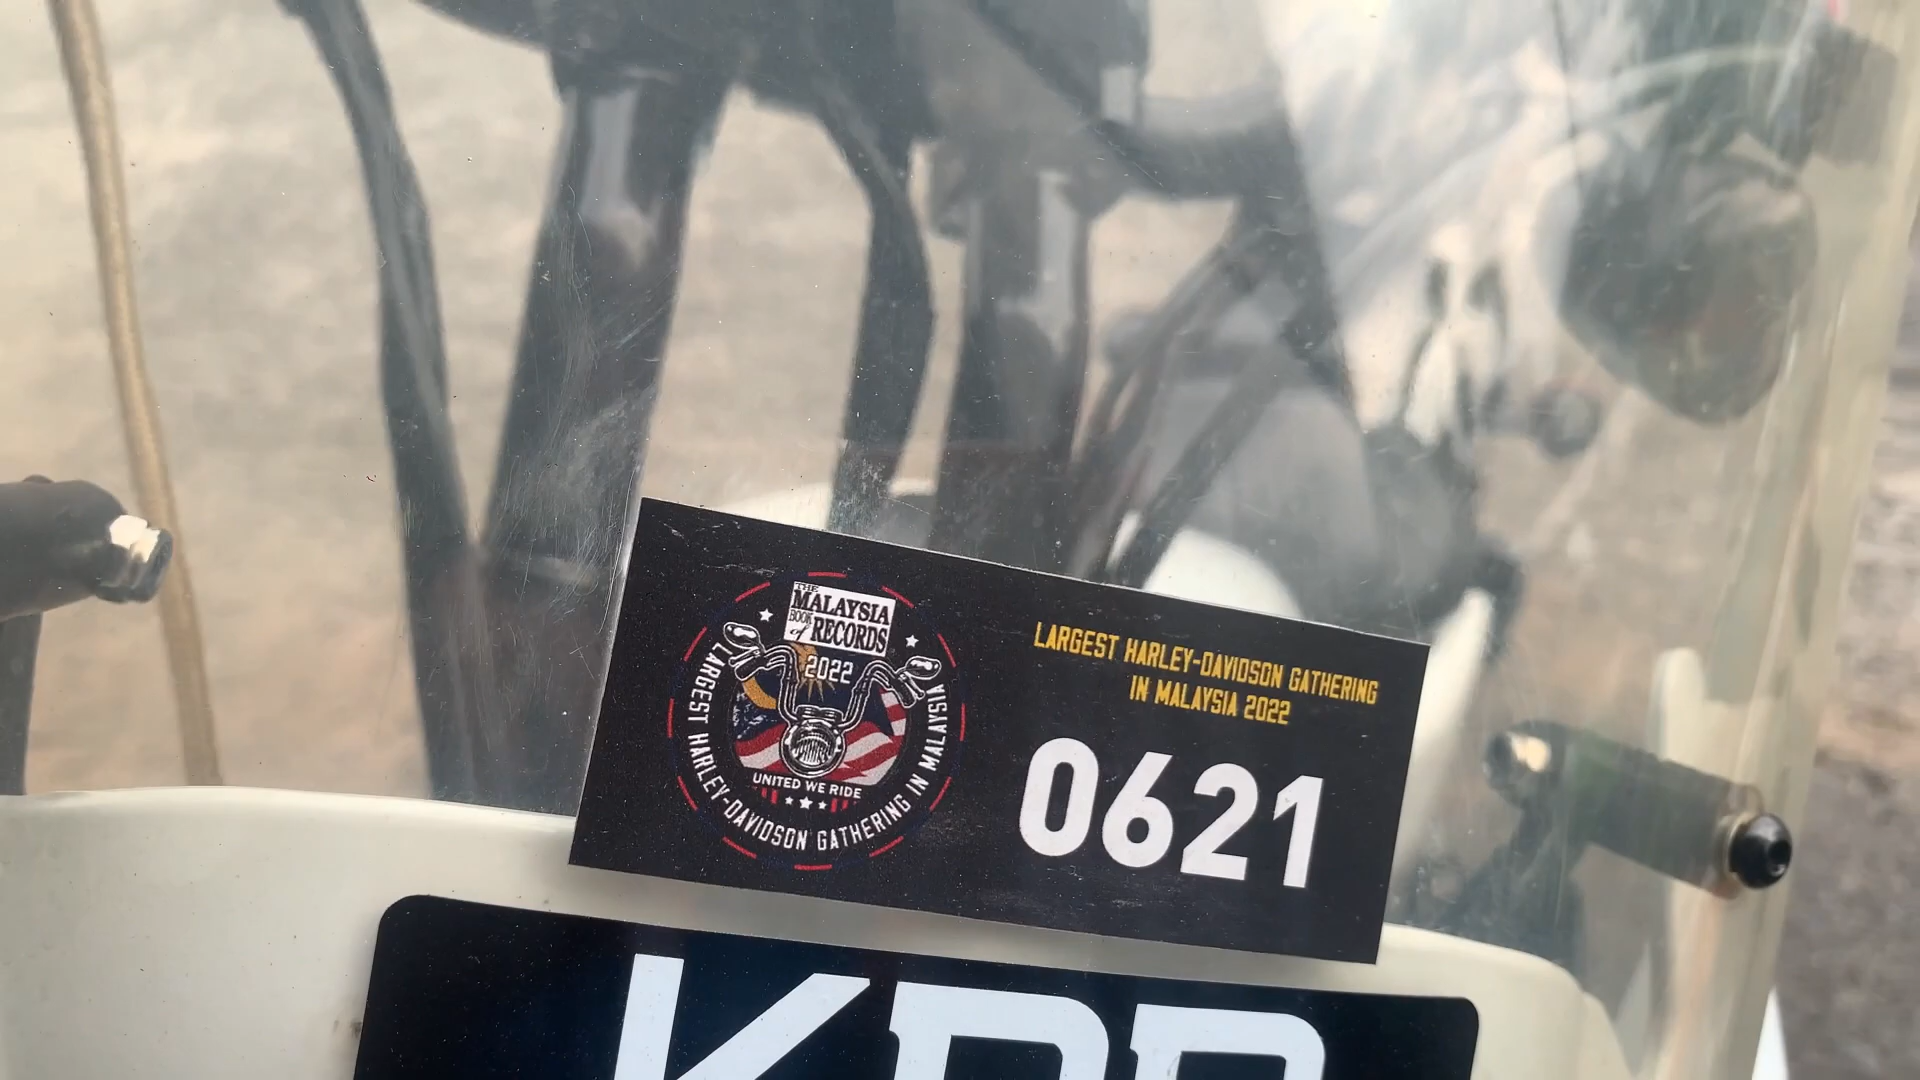 THE
MALAYSIA
BOOK
of RECORDS
2022
LARGEST HARLEY-DAVIDSON GATHERING IN MALAYSIA
UNITED WE RIDE
LARGEST HARLEY-DAVIDSON GATHERING
IN MALAYSIA 2022
0621